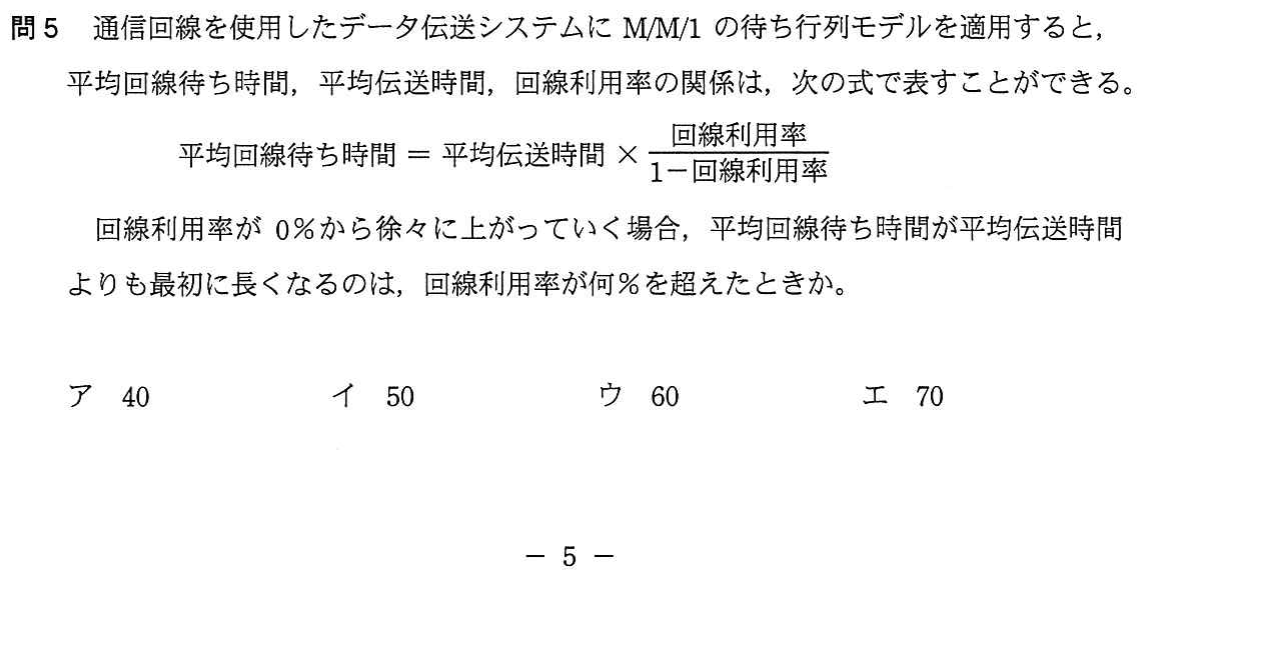 問5 通信回線を使用したデータ伝送システムに M/M/1 の待ち行列モデルを適用すると,
平均回線待ち時間,平均伝送時間,回線利用率の関係は,次の式で表すことができる。
平均回線待ち時間 = 平均伝送時間 × 回線利用率
1-回線利用率
回線利用率が 0%から徐々に上がっていく場合,平均回線待ち時間が平均伝送時間
よりも最初に長くなるのは,回線利用率が何%を超えたときか。
ア 40 イ 50 ウ 60 エ 70
- 5 -